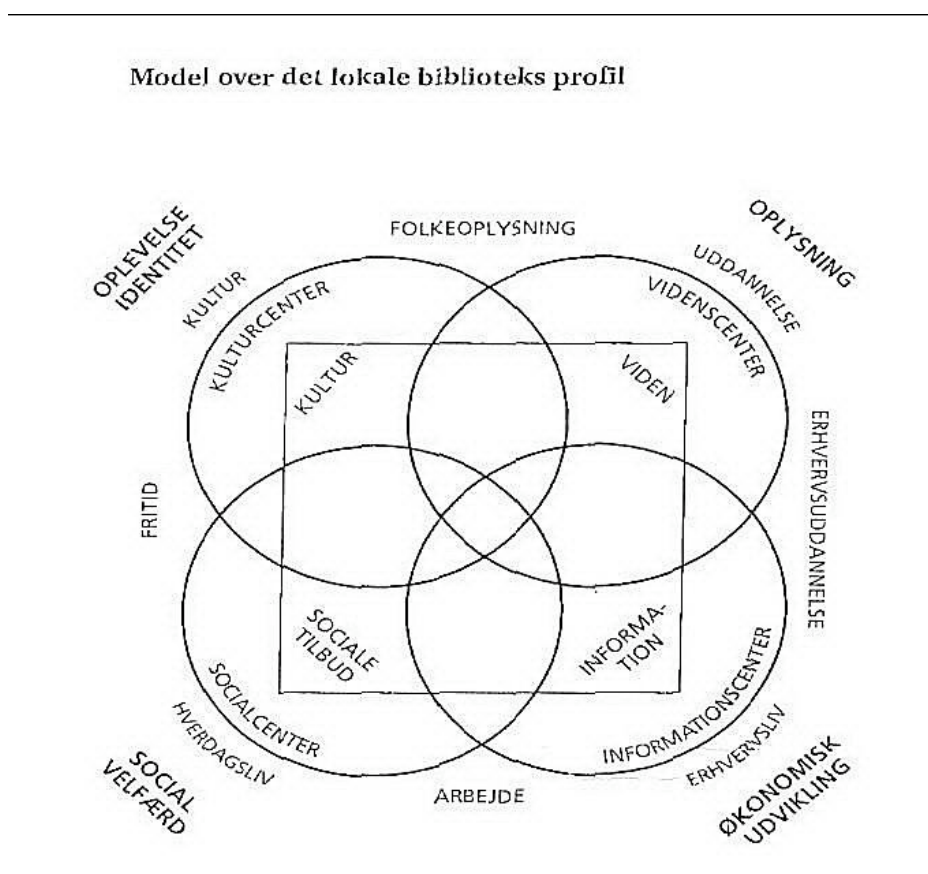 Model over det lokale biblioteks profil
OPLEVELSE
IDENTITET
KULTUR
KULTURCENTER
KULTUR
FOLKEOPLYSNING
OPLYSNING
UDDANNELSE
VIDENSCENTER
VIDEN
FRITID
ERHVERVSUDDANNELSE
SOCIALE
TILBUD
SOCIALCENTER
HVERDAGSLIV
SOCIAL
VELFÆRD
ARBEJDE
INFORMA-
TION
INFORMATIONSCENTER
ERHVERVSLIV
ØKONOMISK
UDVIKLING